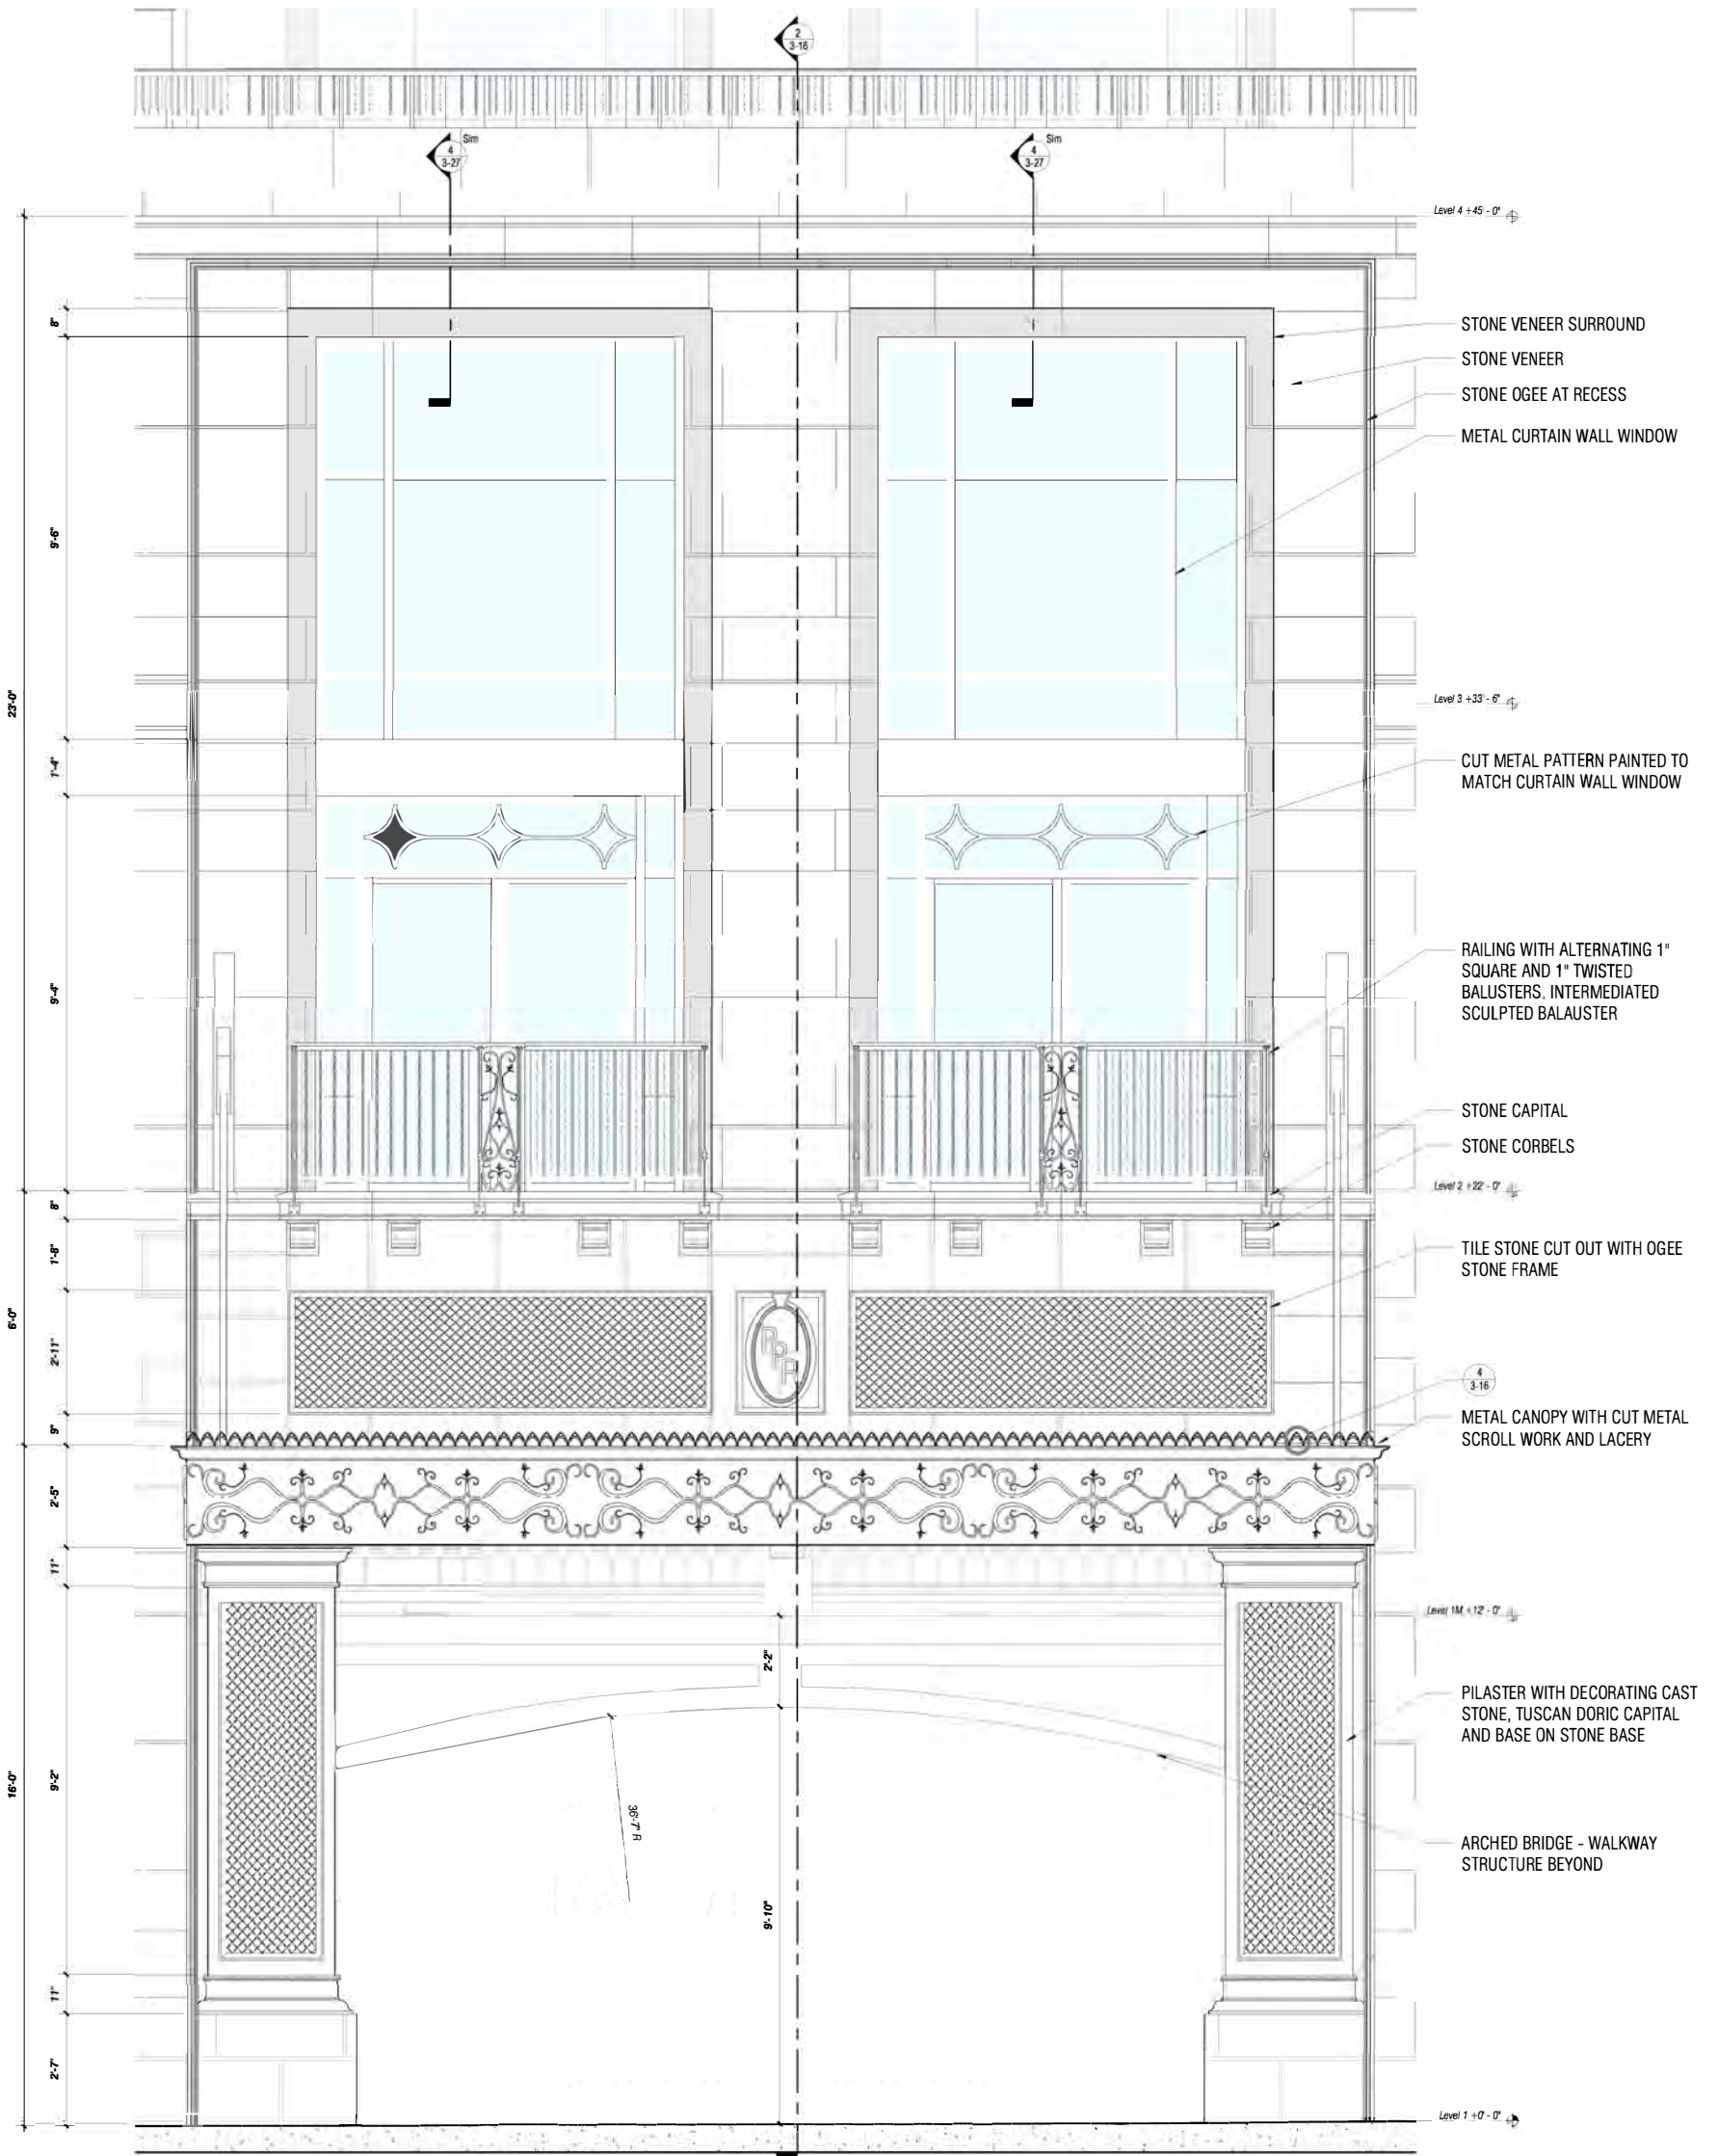 2
3-16
Sim
4
3-27
Sim
4
3-27
Level 4 +45' - 0"
8"
STONE VENEER SURROUND
STONE VENEER
STONE OGEE AT RECESS
METAL CURTAIN WALL WINDOW
9'-6"
23'-0"
Level 3 +33' - 6"
1'-4"
CUT METAL PATTERN PAINTED TO
MATCH CURTAIN WALL WINDOW
9'-4"
RAILING WITH ALTERNATING 1"
SQUARE AND 1" TWISTED
BALUSTERS, INTERMEDIATED
SCULPTED BALAUSTER
STONE CAPITAL
STONE CORBELS
Level 2 +22' - 0"
8"
1'-8"
TILE STONE CUT OUT WITH OGEE
STONE FRAME
6'-0"
2'-11"
4
3-16
9"
METAL CANOPY WITH CUT METAL
SCROLL WORK AND LACERY
2'-5"
11"
Level 1M +12' - 0"
2'-2"
PILASTER WITH DECORATING CAST
STONE, TUSCAN DORIC CAPITAL
AND BASE ON STONE BASE
16'-0"
9'-2"
36'-7" R
ARCHED BRIDGE - WALKWAY
STRUCTURE BEYOND
9'-10"
11"
2'-7"
Level 1 +0' - 0"